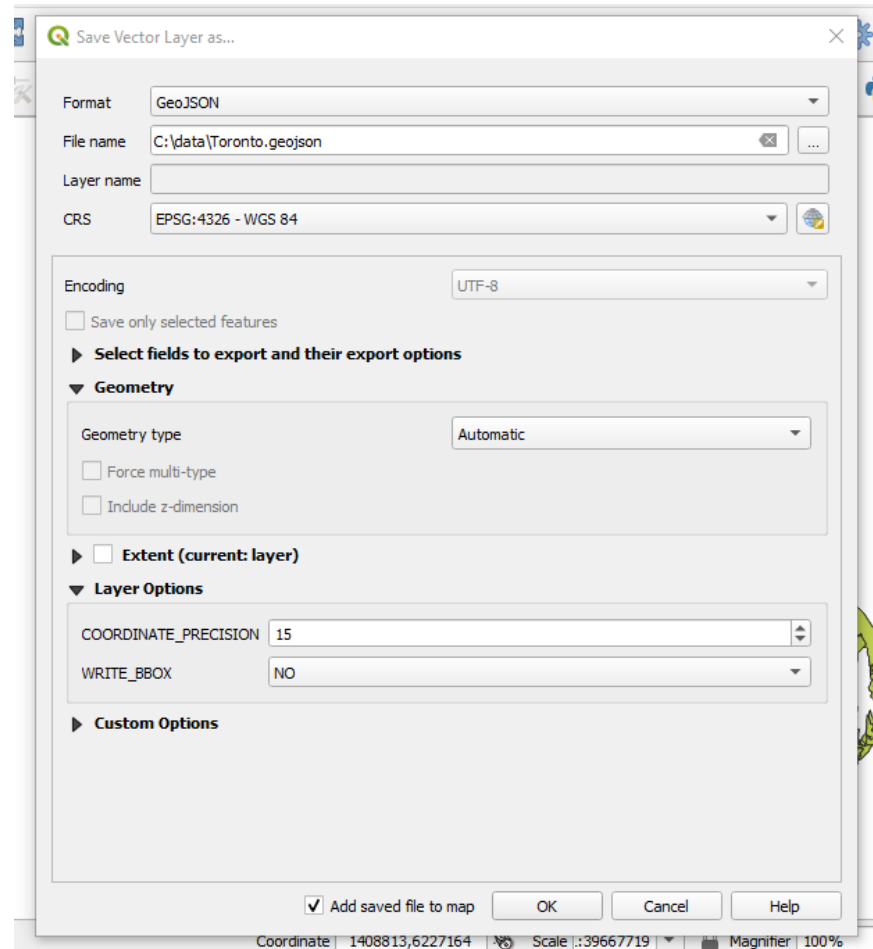 Save Vector Layer as...
Format GeoJSON
File name C:\data\Toronto.geojson ...
Layer name
CRS EPSG:4326 - WGS 84
Encoding UTF-8
Save only selected features
Select fields to export and their export options
Geometry
Geometry type Automatic
Force multi-type
Include z-dimension
Extent (current: layer)
Layer Options
COORDINATE_PRECISION 15
WRITE_BBOX NO
Custom Options
Add saved file to map OK Cancel Help
Coordinate 1408813,6227164 Scale .:39667719 Magnifier 100%